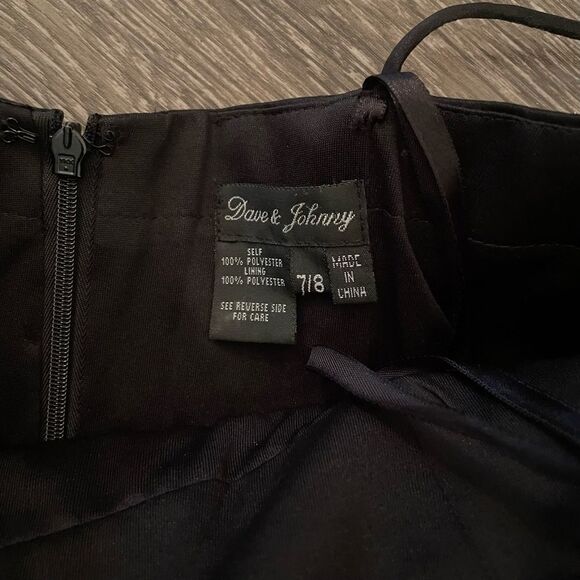 Dave & Johnny
SELF
100% POLYESTER
LINING
100% POLYESTER
SEE REVERSE SIDE
FOR CARE
7/8
MADE
IN
CHINA